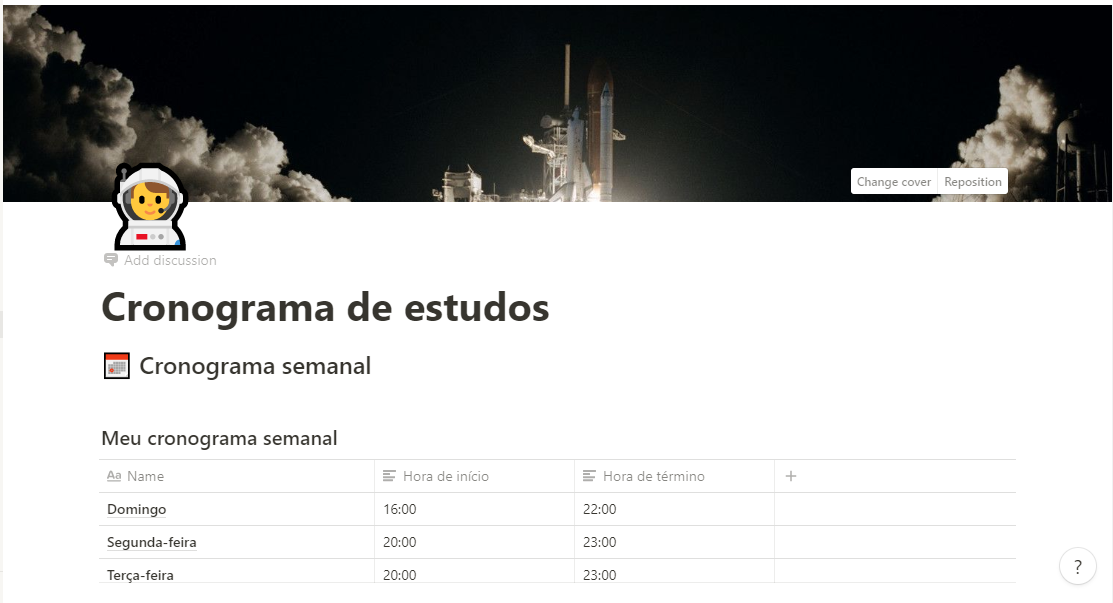 Change cover Reposition
Add discussion
Cronograma de estudos
Cronograma semanal
Meu cronograma semanal
Aa Name Hora de início Hora de término +
Domingo 16:00 22:00
Segunda-feira 20:00 23:00
Terça-feira 20:00 23:00
?